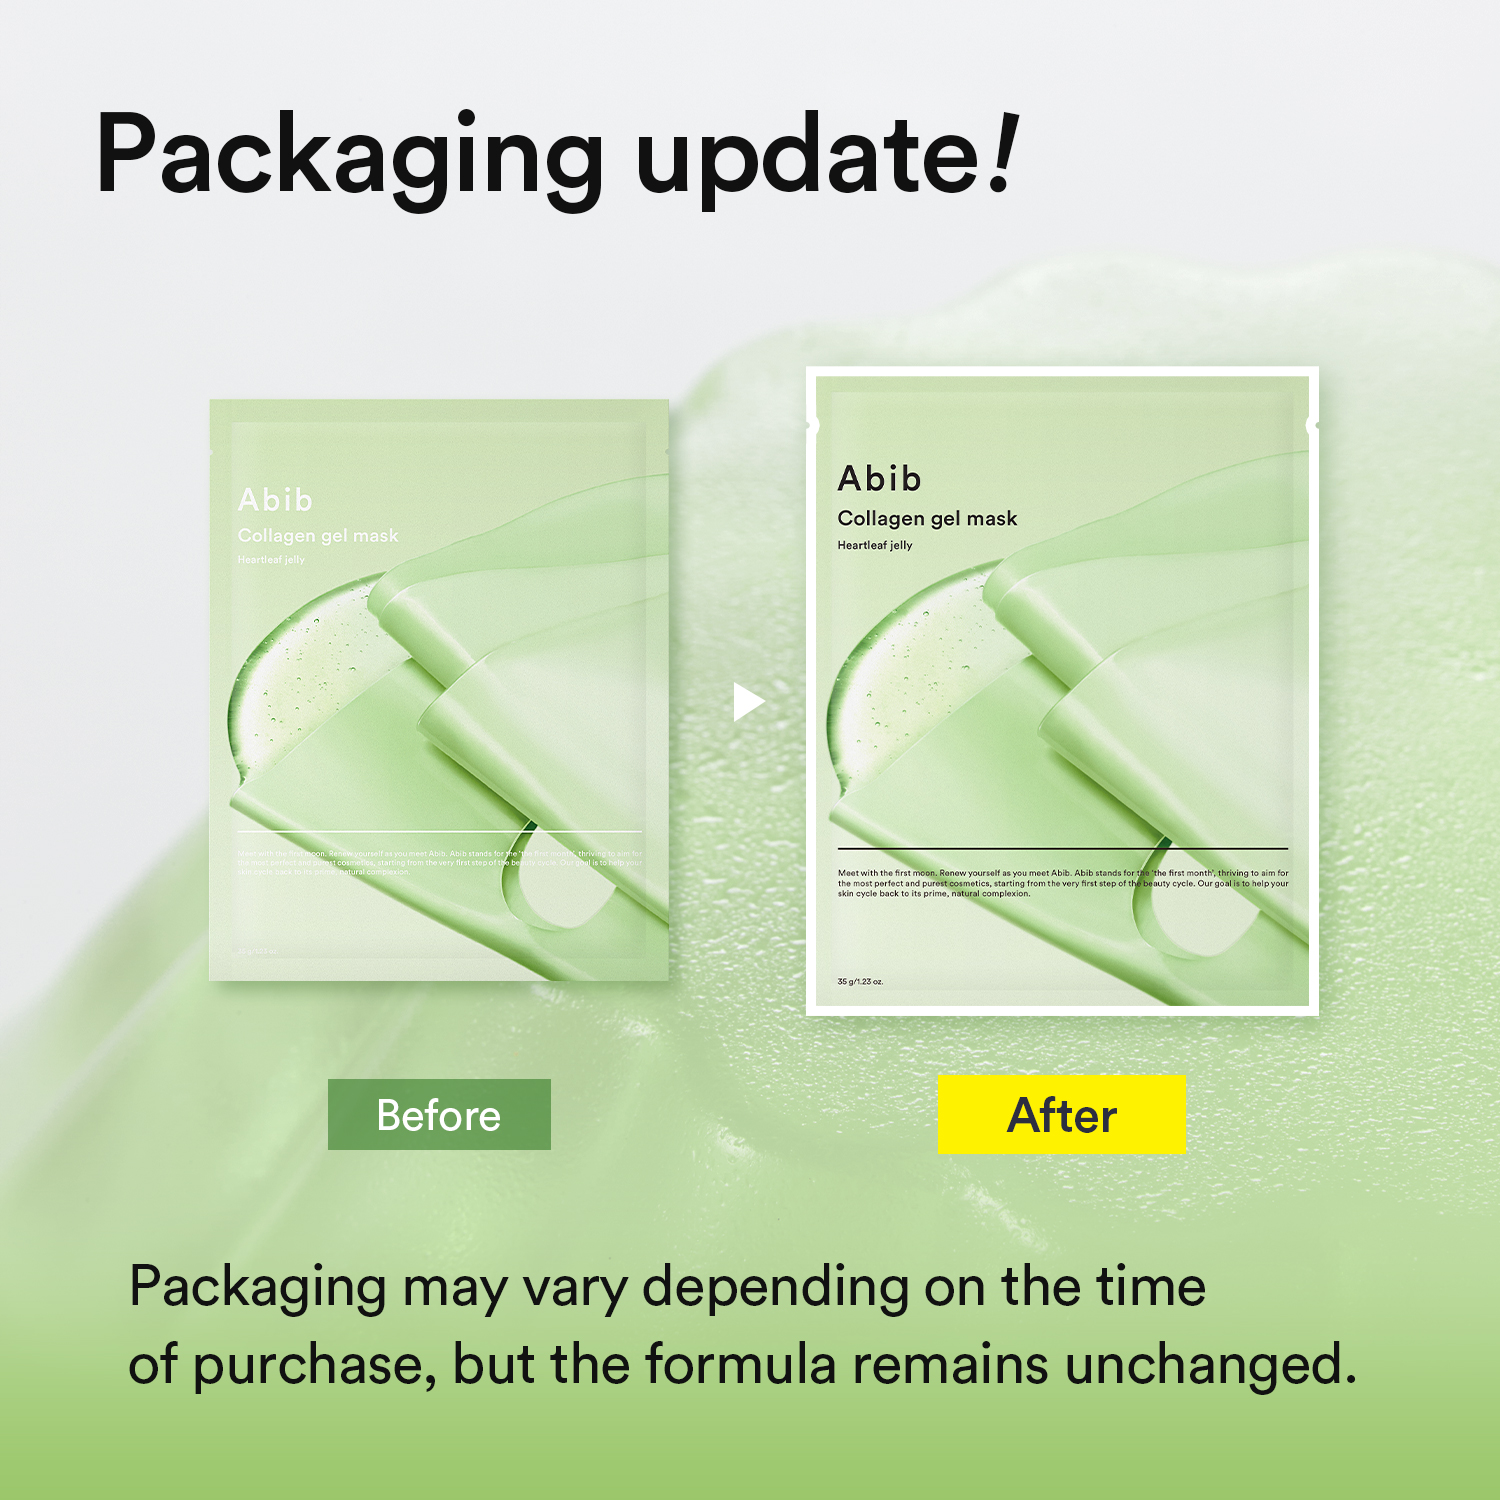 Packaging update!
Abib
Collagen gel mask
Heartleaf jelly
Meet with the first moon. Renew yourself as you meet Abib. Abib stands for the 'the first month', thriving to aim for
the most perfect and purest cosmetics, starting from the very first step of the beauty cycle. Our goal is to help your
skin cycle back to its prime, natural complexion.
35 g/1.23 oz.
Before
Abib
Collagen gel mask
Heartleaf jelly
Meet with the first moon. Renew yourself as you meet Abib. Abib stands for the 'the first month', thriving to aim for
the most perfect and purest cosmetics, starting from the very first step of the beauty cycle. Our goal is to help your
skin cycle back to its prime, natural complexion.
35 g/1.23 oz.
After
Packaging may vary depending on the time
of purchase, but the formula remains unchanged.